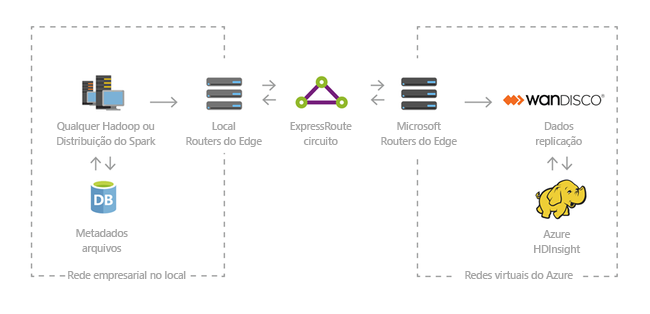 WANDISCO®
Qualquer Hadoop ou
Distribuição do Spark
Local
Routers do Edge
ExpressRoute
circuito
Microsoft
Routers do Edge
Dados
replicação
DB
Metadados
arquivos
Azure
HDInsight
Rede empresarial no local
Redes virtuais do Azure